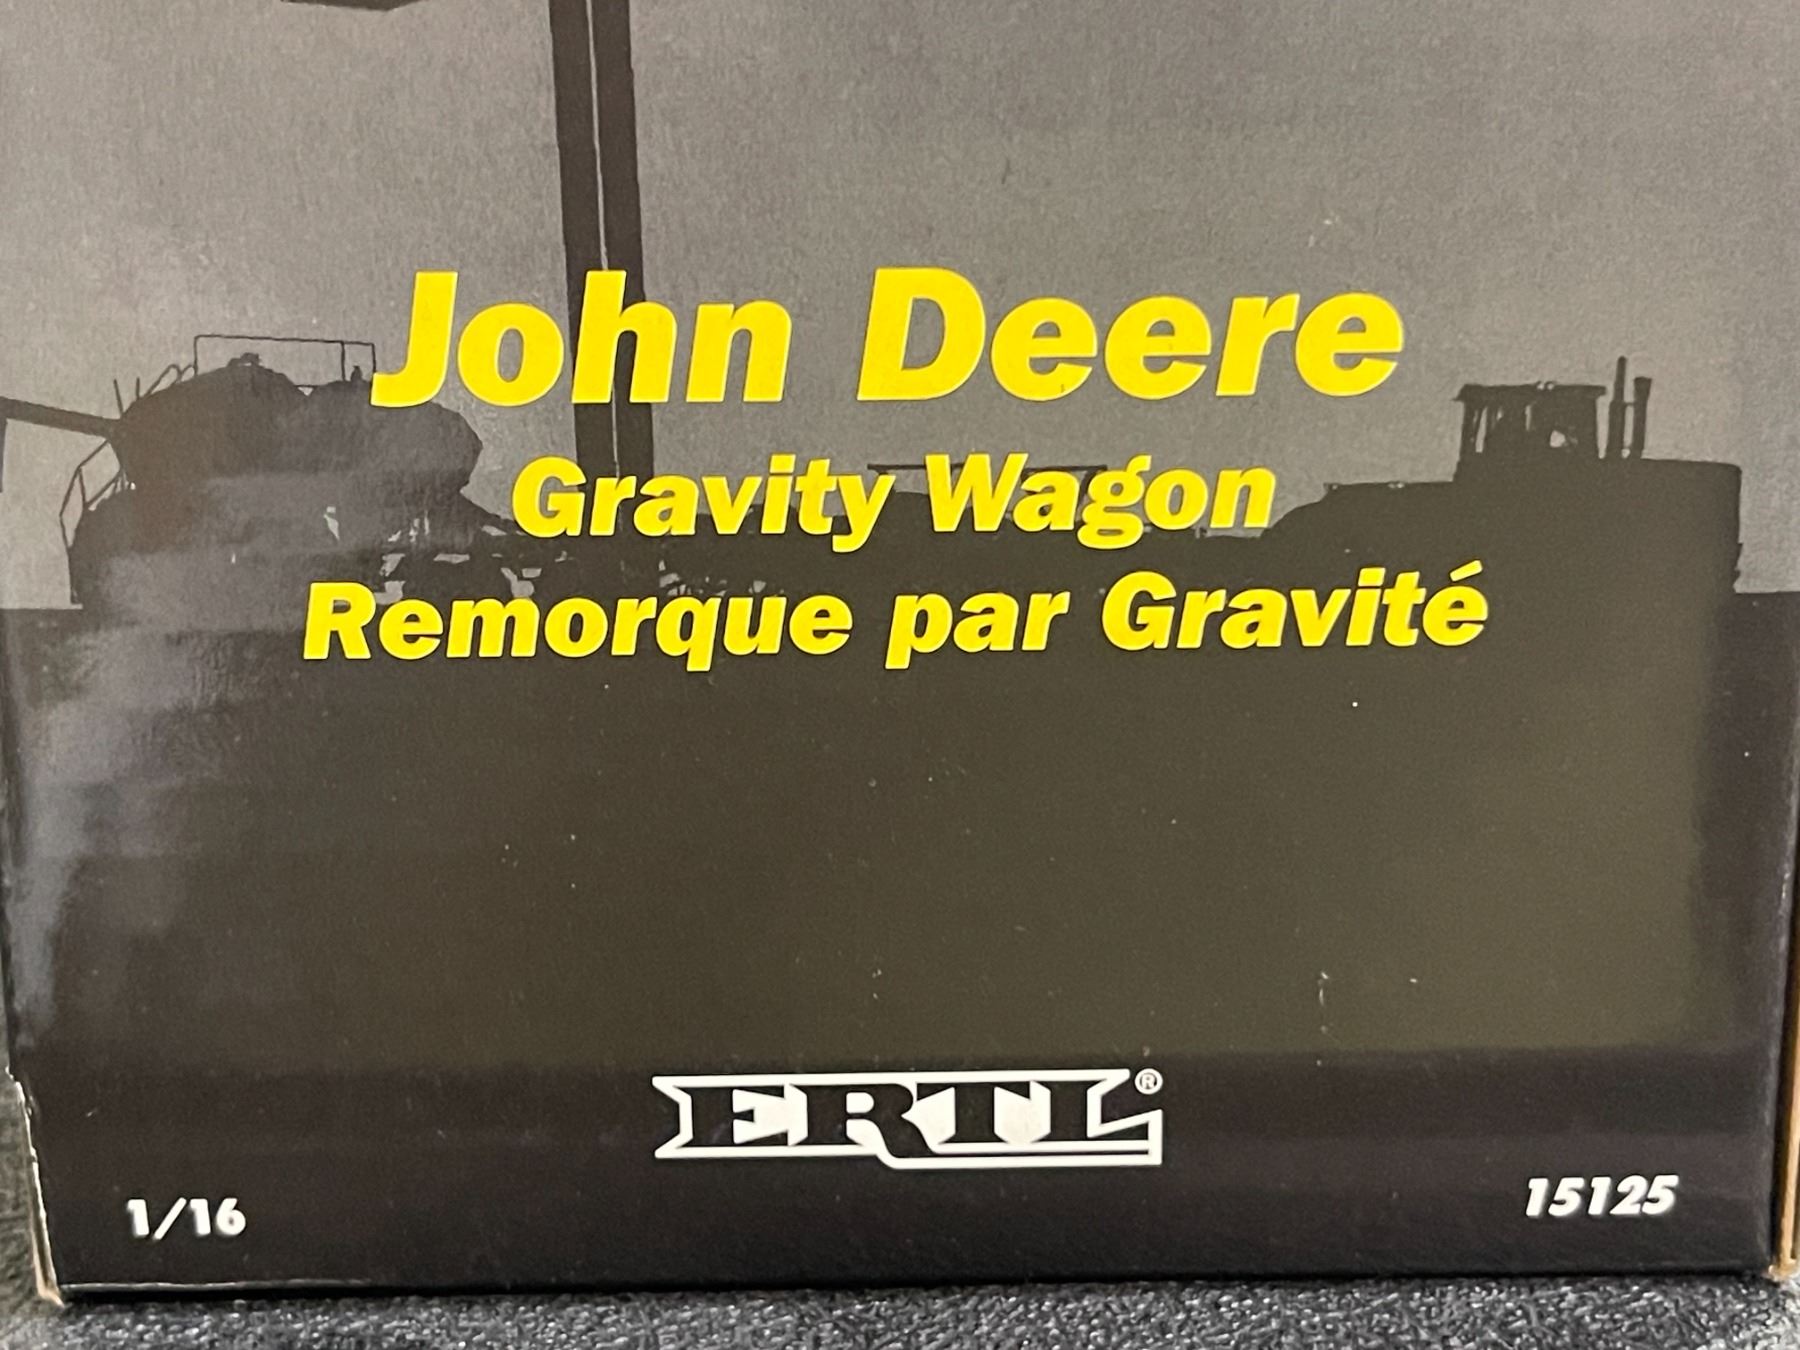 John Deere
Gravity Wagon
Remorque par Gravité
ERTL®
1/16
15125